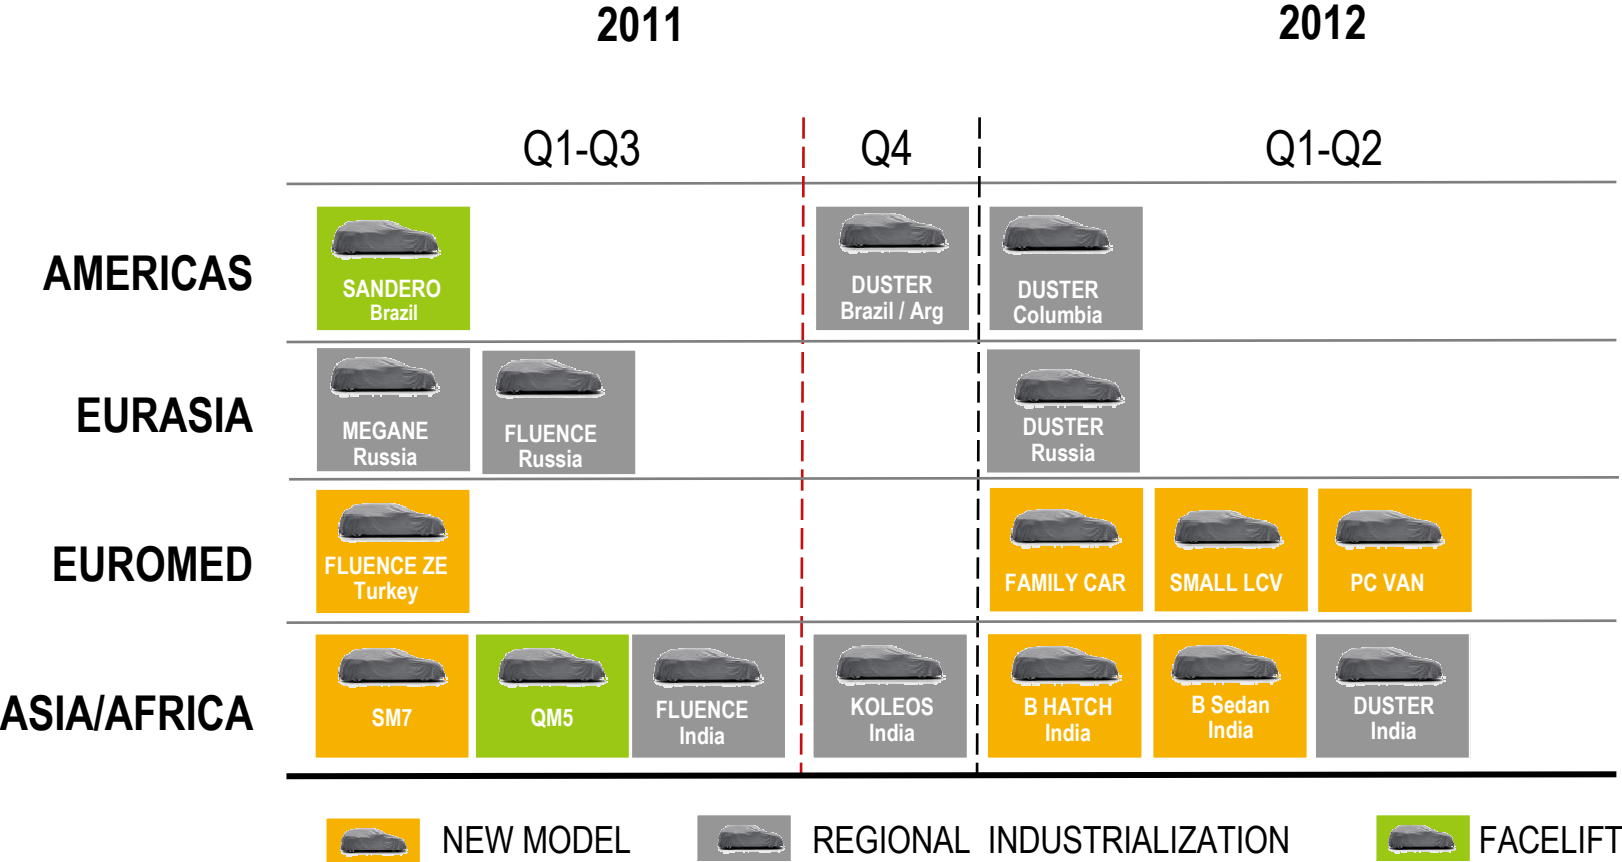 2011
2012
Q1-Q3
Q4
Q1-Q2
AMERICAS
SANDERO
Brazil
DUSTER
Brazil / Arg
DUSTER
Columbia
EURASIA
MEGANE
Russia
FLUENCE
Russia
DUSTER
Russia
EUROMED
FLUENCE ZE
Turkey
FAMILY CAR
SMALL LCV
PC VAN
ASIA/AFRICA
SM7
QM5
FLUENCE
India
KOLEOS
India
B HATCH
India
B Sedan
India
DUSTER
India
NEW MODEL
REGIONAL INDUSTRIALIZATION
FACELIFT